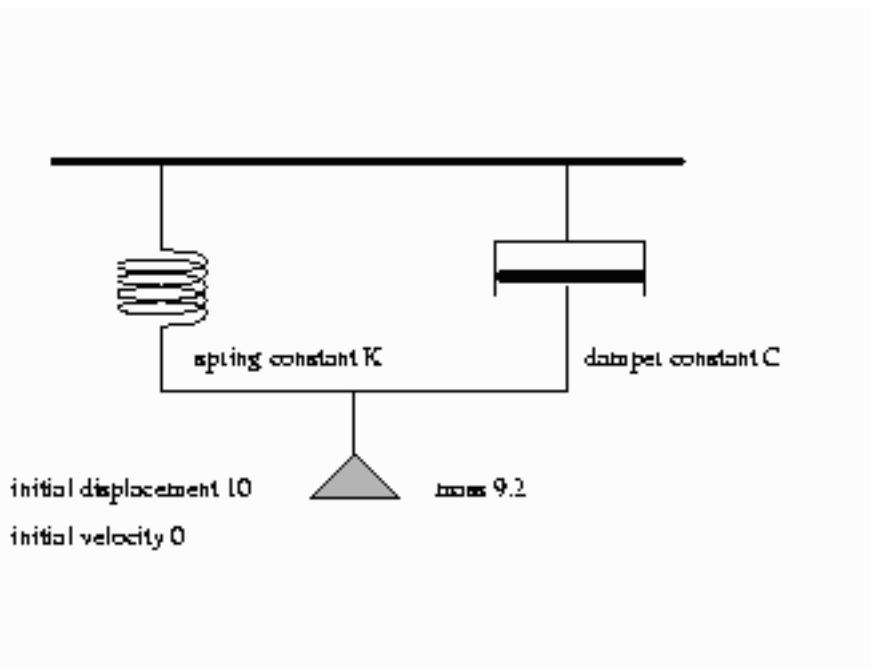 spring constant K
damper constant C
initial displacement 10
mass 9.2
initial velocity 0